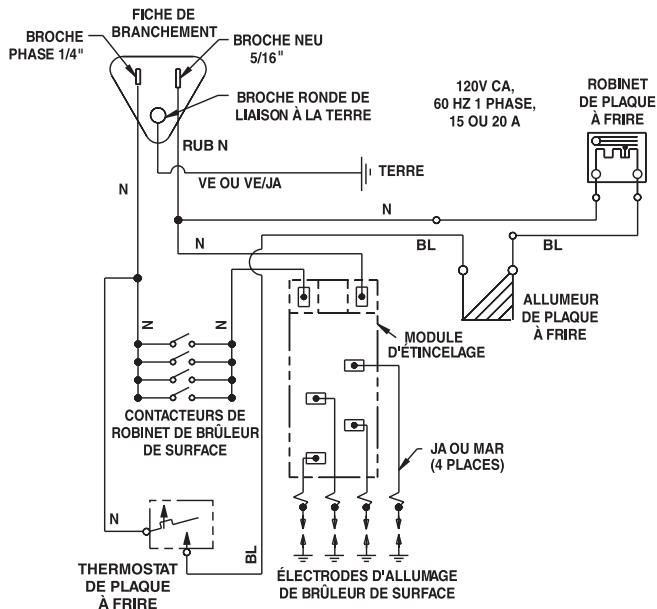 FICHE DE
BRANCHEMENT
BROCHE
PHASE 1/4"
BROCHE NEU
5/16"
BROCHE RONDE DE
LIAISON À LA TERRE
120V CA,
60 HZ 1 PHASE,
15 OU 20 A
ROBINET
DE PLAQUE
À FRIRE
RUB N
TERRE
VE OU VE/JA
N
N
N
BL
BL
ALLUMEUR
DE PLAQUE
À FRIRE
MODULE
D'ÉTINCELAGE
N
N
CONTACTEURS DE
ROBINET DE BRÛLEUR
DE SURFACE
JA OU MAR
(4 PLACES)
N
BL
THERMOSTAT
DE PLAQUE
À FRIRE
ÉLECTRODES D'ALLUMAGE
DE BRÛLEUR DE SURFACE